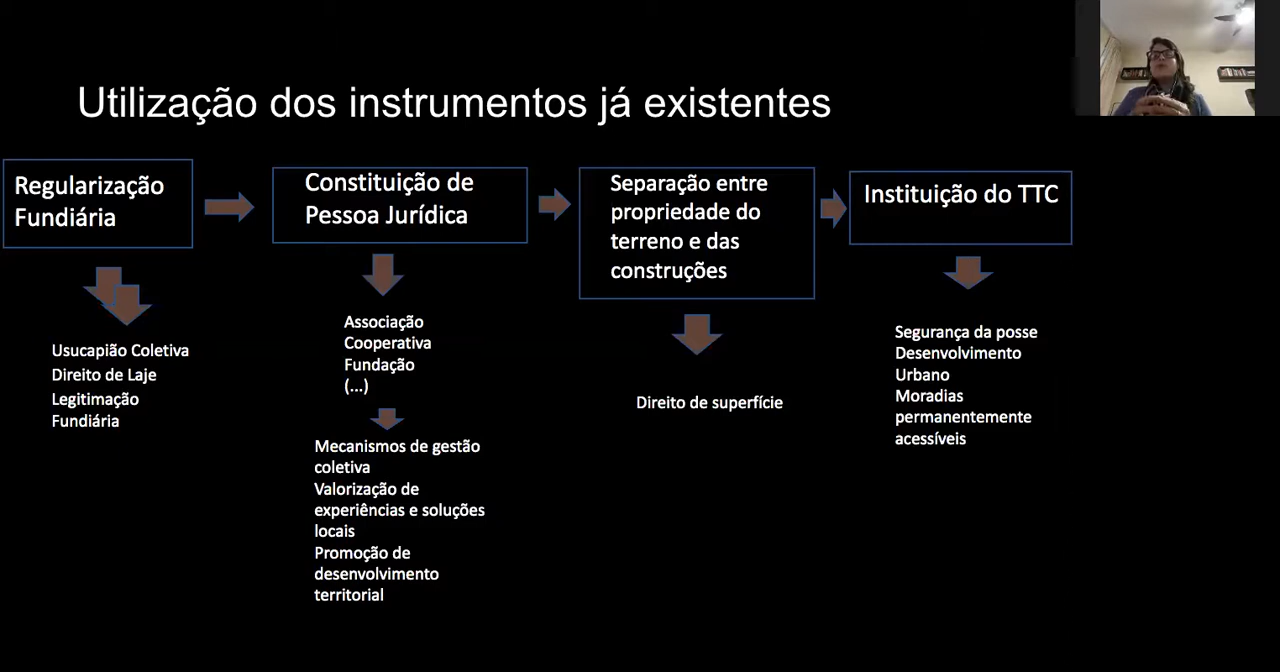 Utilização dos instrumentos já existentes
Regularização
Fundiária
Constituição de
Pessoa Jurídica
Separação entre
propriedade do
terreno e das
construções
Instituição do TTC
Usucapião Coletiva
Direito de Laje
Legitimação
Fundiária
Associação
Cooperativa
Fundação
(...)
Mecanismos de gestão
coletiva
Valorização de
experiências e soluções
locais
Promoção de
desenvolvimento
territorial
Direito de superfície
Segurança da posse
Desenvolvimento
Urbano
Moradias
permanentemente
acessíveis